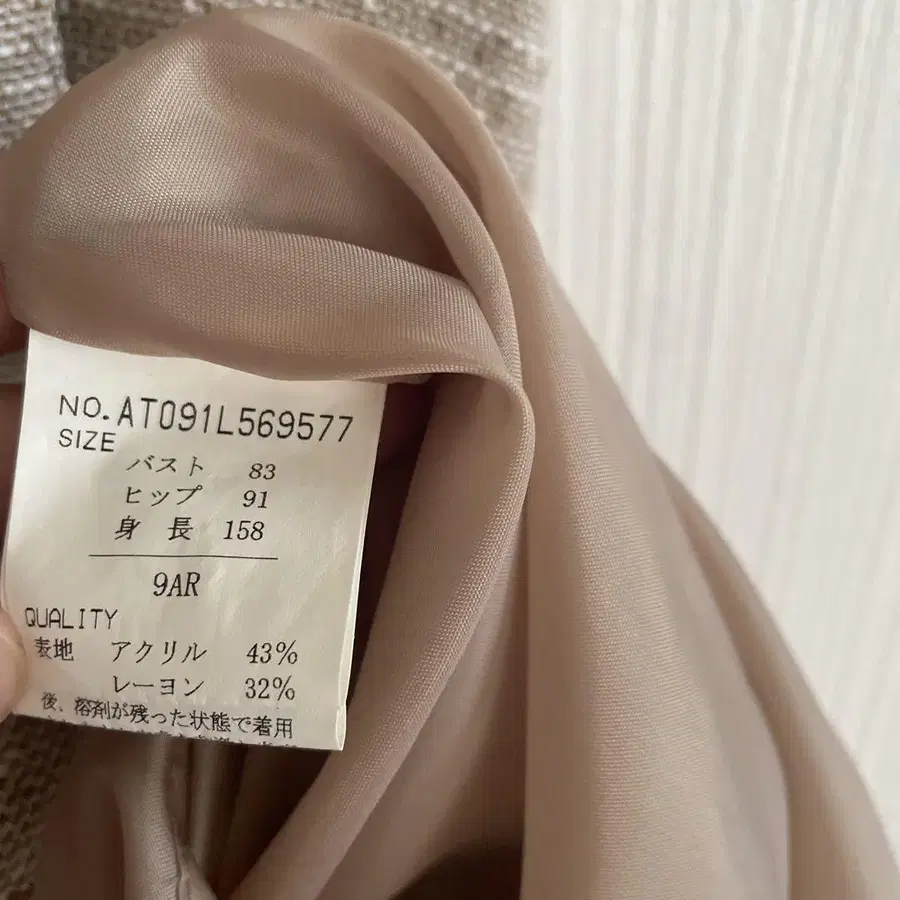 NO. AT091L569577
SIZE
バスト 83
ヒップ 91
身長 158
9AR
QUALITY
表地 アクリル 43%
レーヨン 32%
後、溶剤が残った状態で着用